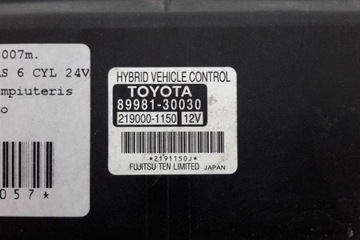 007m.
S 6 CYL 24V
mpiuteris
o
057*
HYBRID VEHICLE CONTROL
TOYOTA
89981-30030
219000-1150 12V
*2191150J*
FUJITSU TEN LIMITED JAPAN